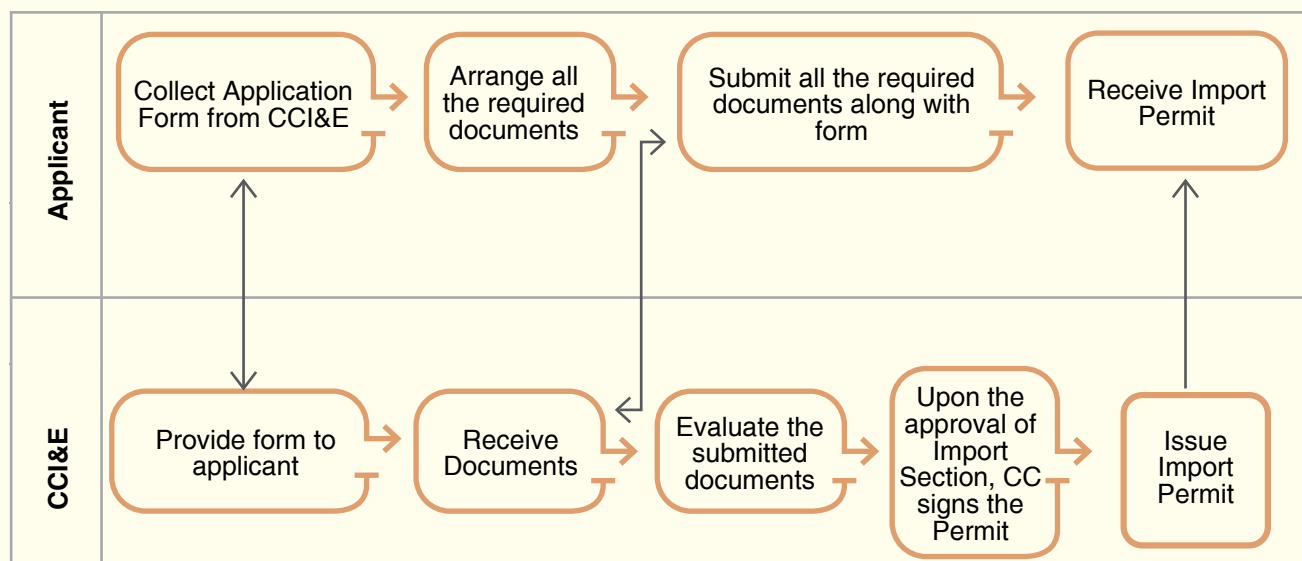 Applicant
Collect Application
Form from CCI&E
Arrange all
the required
documents
Submit all the required
documents along with
form
Receive Import
Permit
CCI&E
Provide form to
applicant
Receive
Documents
Evaluate the
submitted
documents
Upon the
approval of
Import
Section, CC
signs the
Permit
Issue
Import
Permit